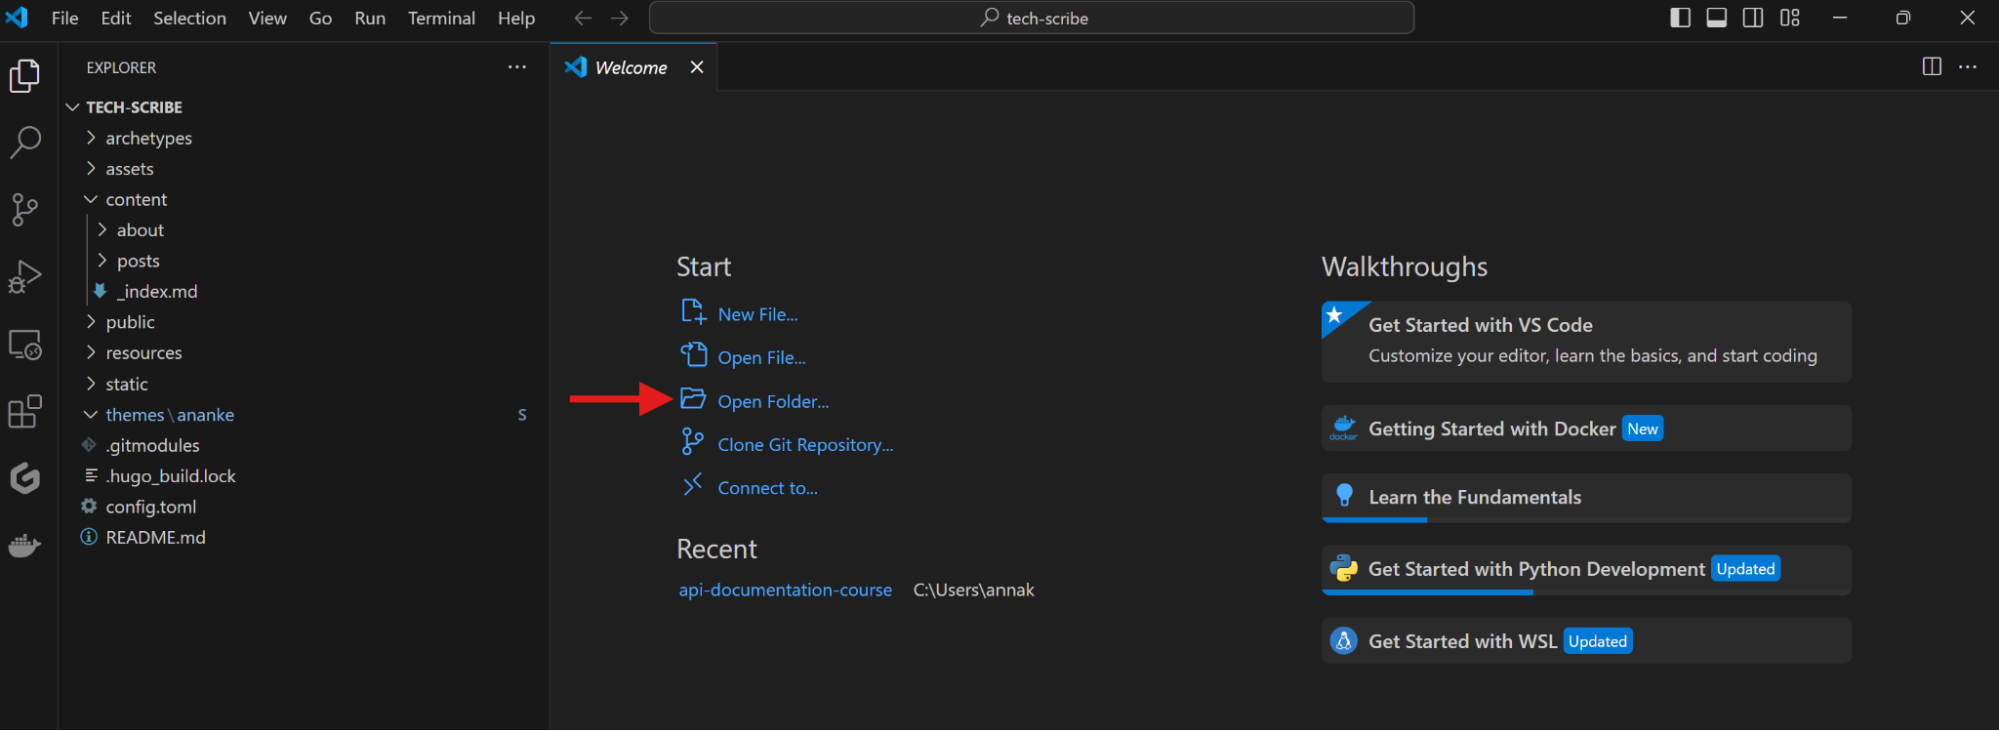 File Edit Selection View Go Run Terminal Help tech-scribe
EXPLORER
TECH-SCRIBE
archetypes
assets
content
about
posts
_index.md
public
resources
static
themes\ananke S
.gitmodules
.hugo_build.lock
config.toml
README.md
Welcome
Start
New File...
Open File...
Open Folder...
Clone Git Repository...
Connect to...
Recent
api-documentation-course C:\Users\annak
Walkthroughs
Get Started with VS Code
Customize your editor, learn the basics, and start coding
docker
Getting Started with Docker New
Learn the Fundamentals
Get Started with Python Development Updated
Get Started with WSL Updated